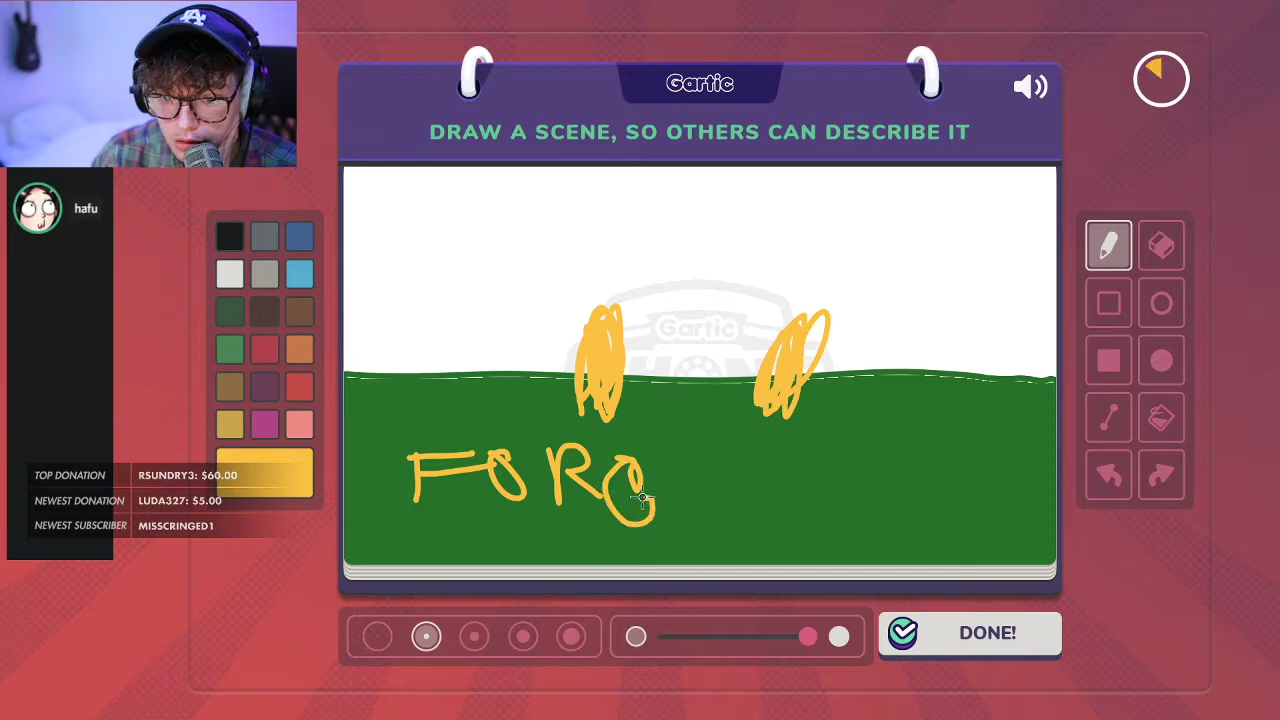 Gartic
DRAW A SCENE, SO OTHERS CAN DESCRIBE IT
hafu
Gartic
TOP DONATION RSUNDRY3: $60.00
NEWEST DONATION LUDA327: $5.00
NEWEST SUBSCRIBER MISSCRINGED1
DONE!